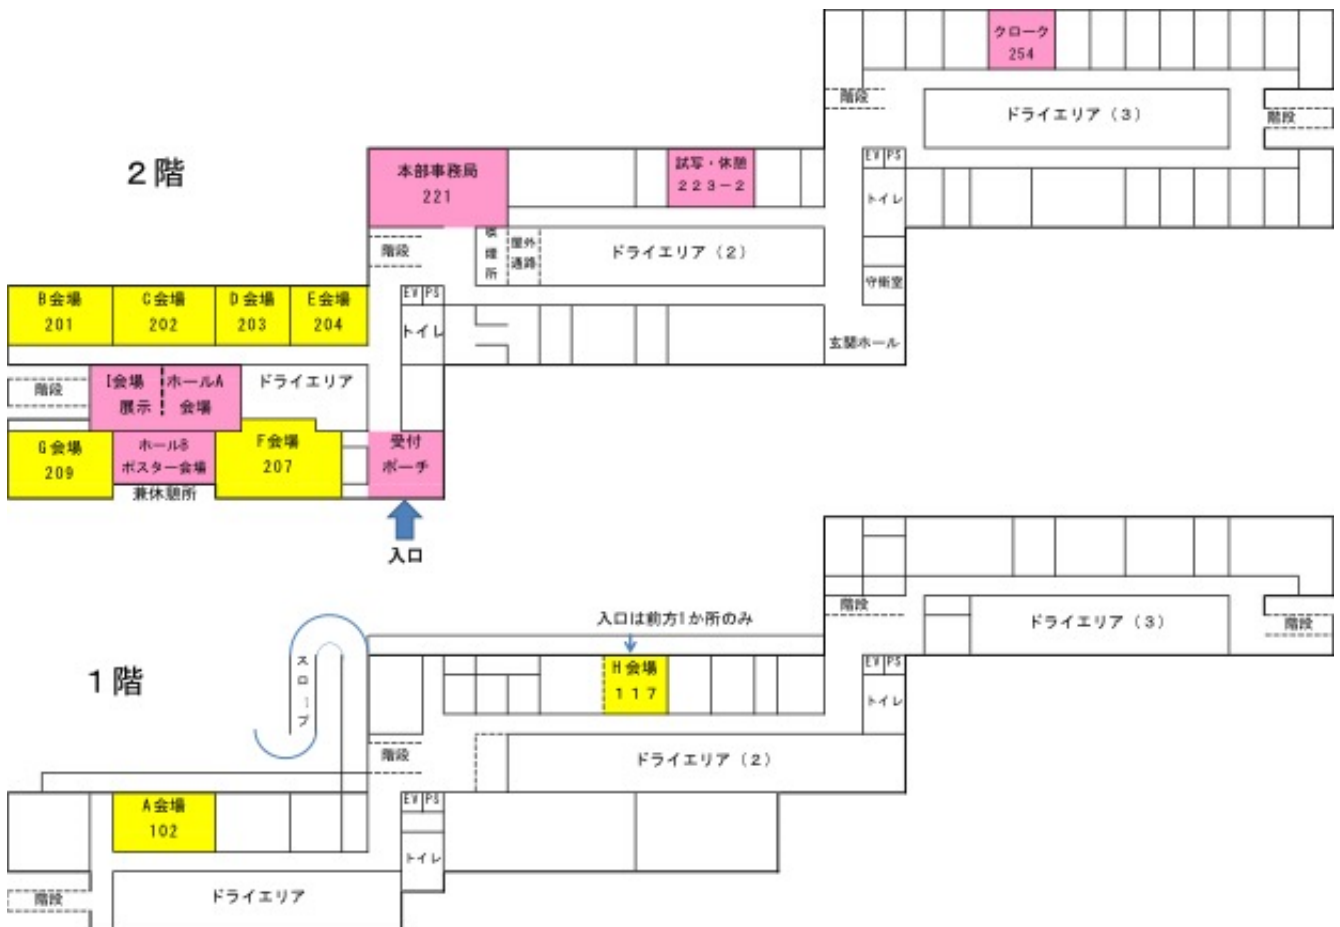 クローク
254
階段
ドライエリア（３）
階段
２階
本部事務局
221
試写・休憩
２２３－２
EV PS
トイレ
階段
喫煙所
屋外
通路
ドライエリア（２）
守衛室
B会場
201
C会場
202
D会場
203
E会場
204
EV PS
トイレ
玄関ホール
階段
I会場
展示
ホールA
会場
ドライエリア
G会場
209
ホールB
ポスター会場
兼休憩所
F会場
207
受付
ポーチ
入口
入口は前方1か所のみ
階段
ドライエリア（３）
階段
１階
スロープ
H会場
１１７
EV PS
トイレ
階段
ドライエリア（２）
A会場
102
EV PS
トイレ
階段
ドライエリア